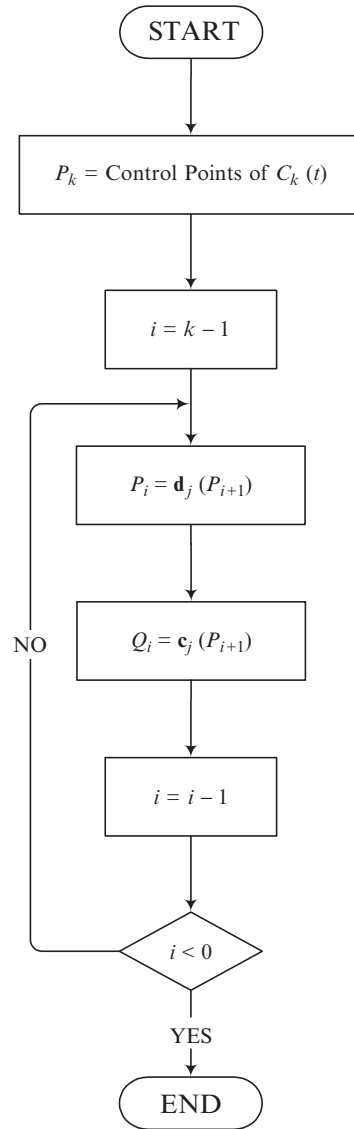 START
P_k = Control Points of C_k (t)
i = k – 1
P_i = d_j (P_{i+1})
Q_i = c_j (P_{i+1})
NO
i = i – 1
i < 0
YES
END